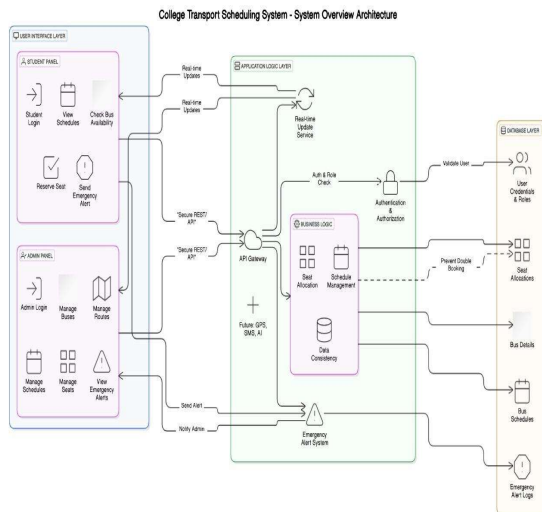 College Transport Scheduling System - System Overview Architecture
USER INTERFACE LAYER
STUDENT PANEL
Student
Login
View
Schedules
Check Bus
Availability
Reserve Seat
Send
Emergency
Alert
ADMIN PANEL
Admin Login
Manage
Buses
Manage
Routes
Manage
Schedules
Manage
Seats
View
Emergency
Alerts
Real-time
Updates
Real-time
Updates
"Secure REST/
API"
"Secure REST/
API"
Send Alert
Notify Admin
APPLICATION LOGIC LAYER
Real-time
Update
Service
Auth & Role
Check
Authentication
&
Authorization
API Gateway
BUSINESS LOGIC
Seat
Allocation
Schedule
Management
Data
Consistency
Future: GPS,
SMS, AI
Emergency
Alert System
Validate User
Prevent Double
Booking
DATABASE LAYER
User
Credentials
& Roles
Seat
Allocations
Bus Details
Bus
Schedules
Emergency
Alert Logs